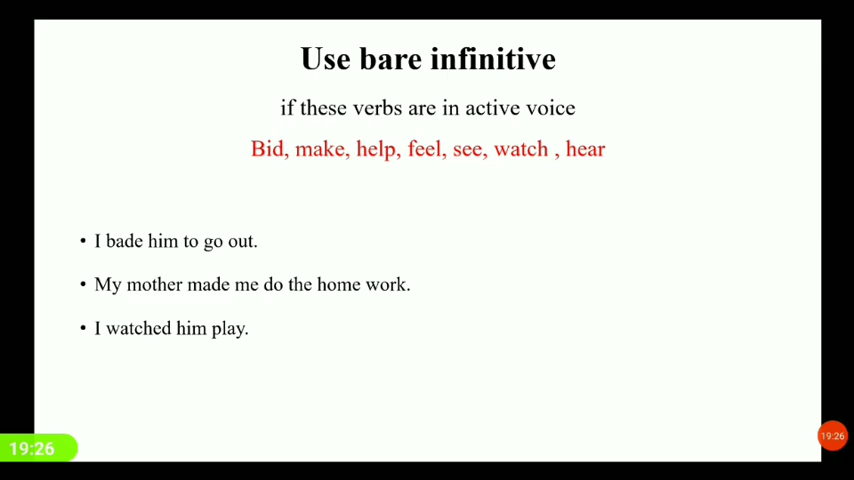 Use bare infinitive
if these verbs are in active voice
Bid, make, help, feel, see, watch , hear
• I bade him to go out.
• My mother made me do the home work.
• I watched him play.
19:26
19:26